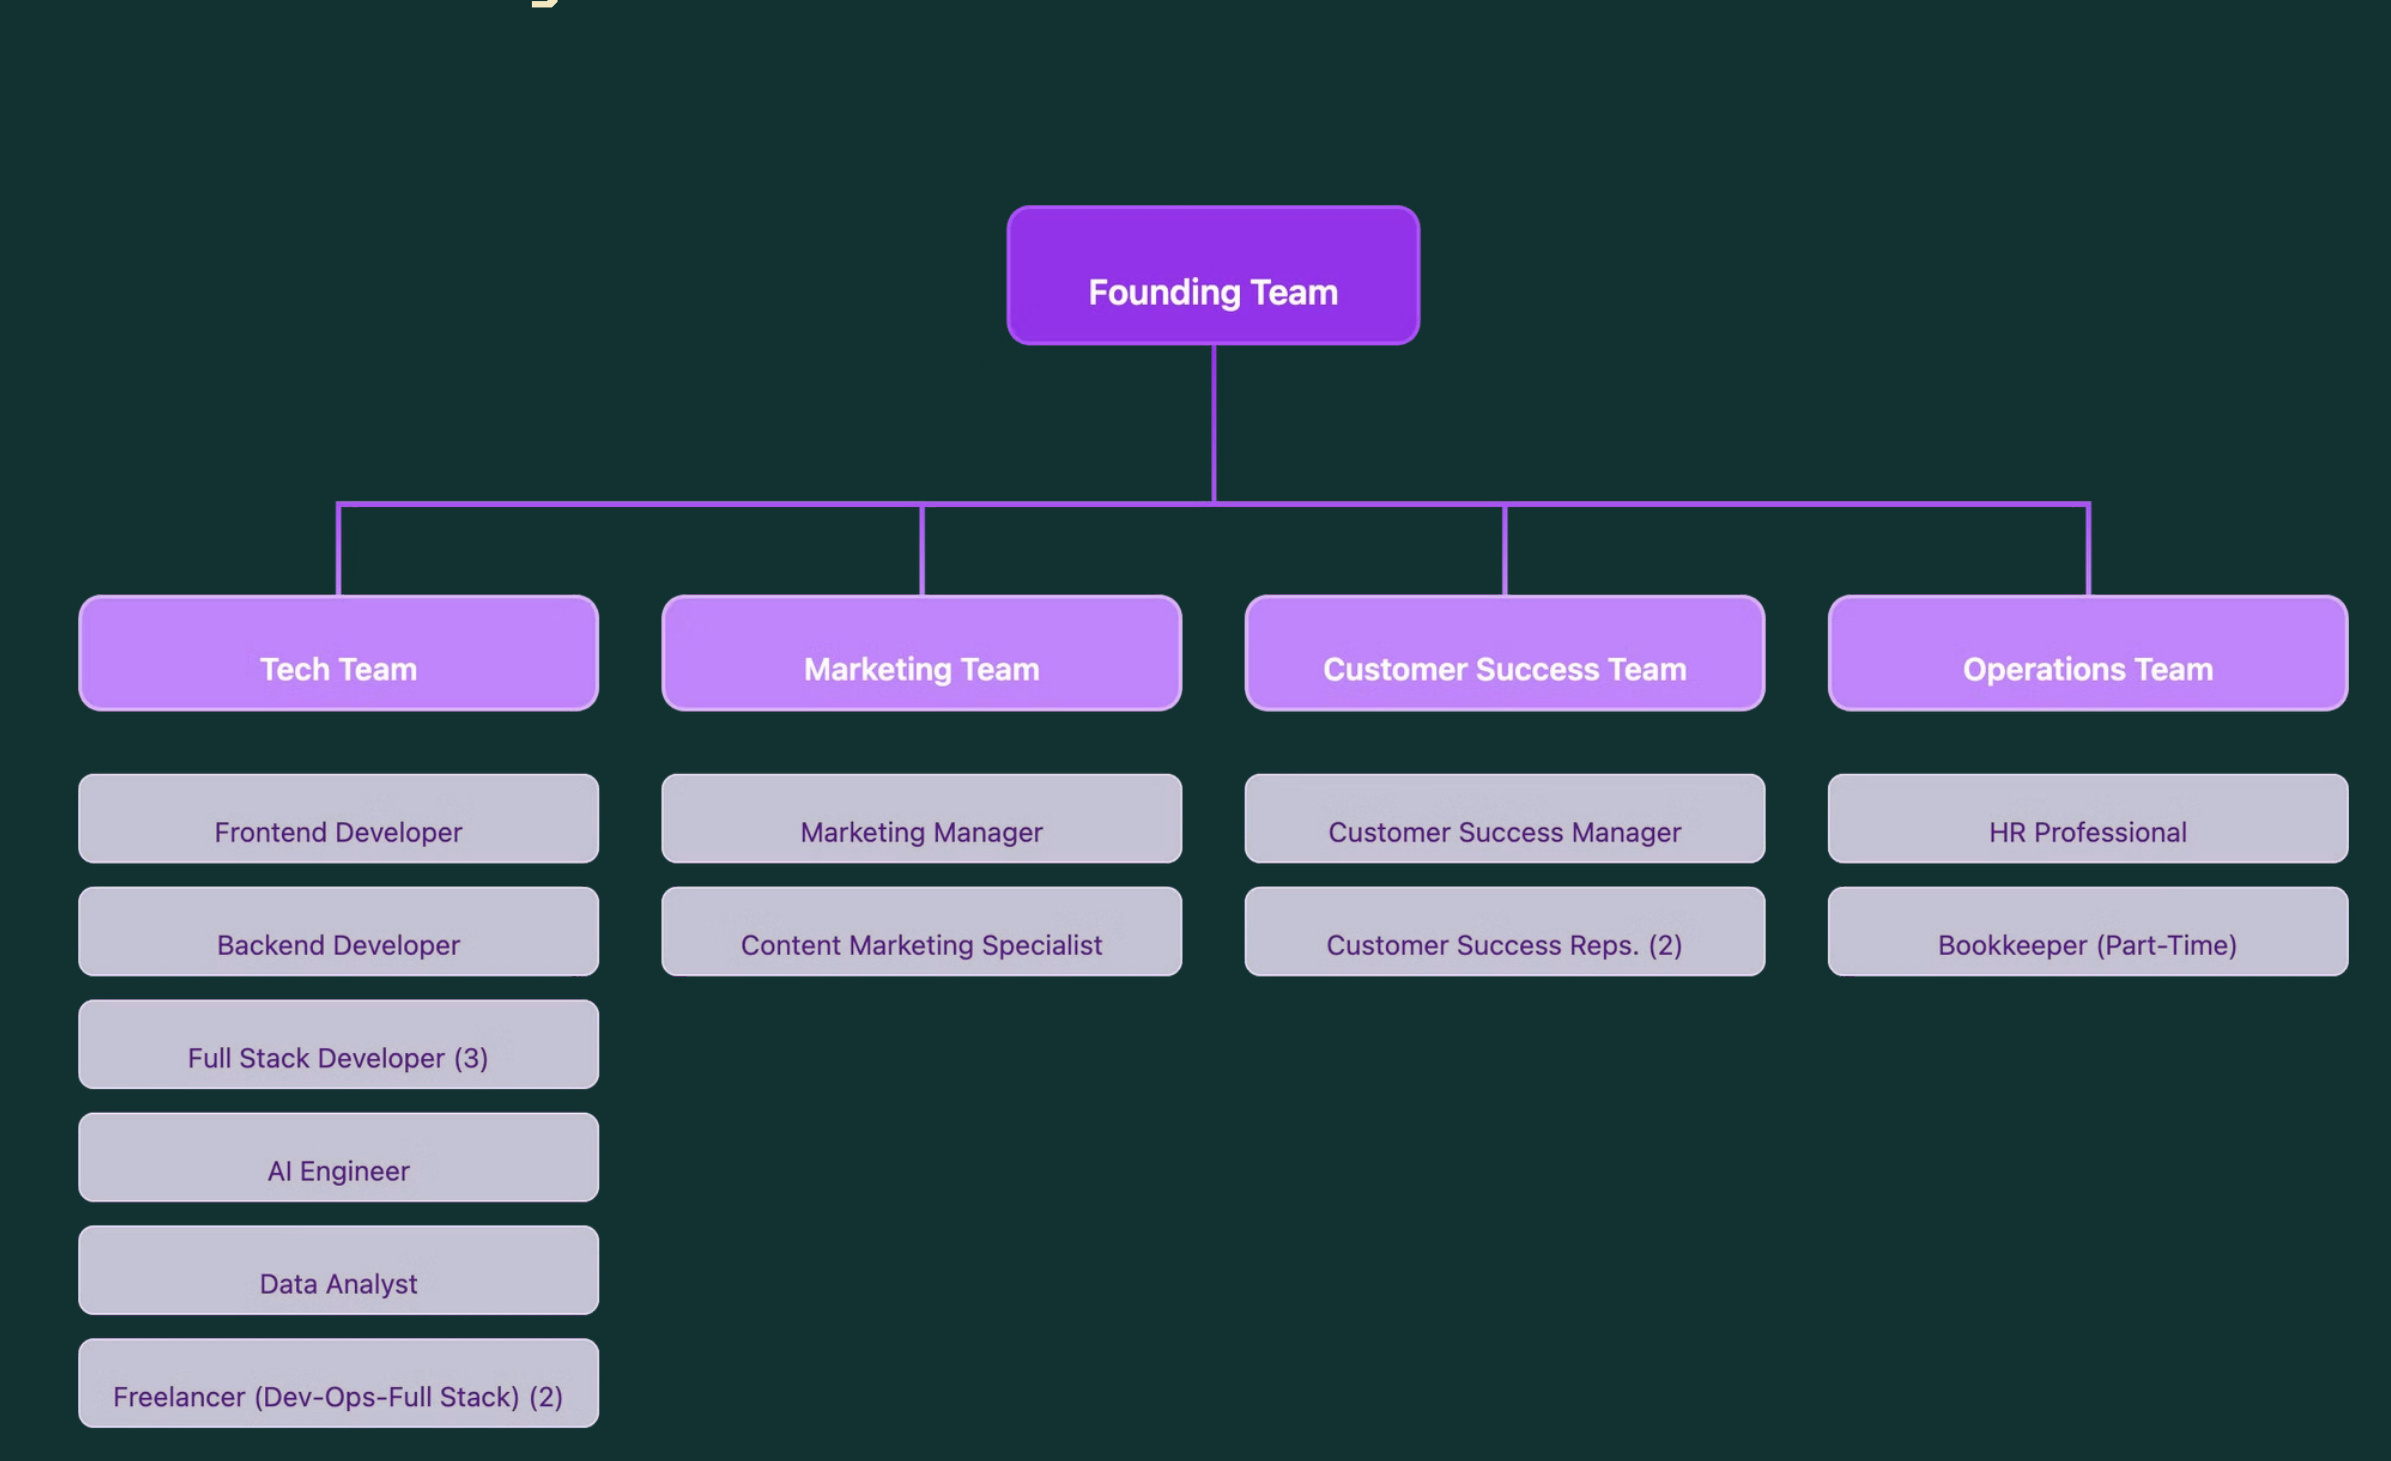 Founding Team
Tech Team
Marketing Team
Customer Success Team
Operations Team
Frontend Developer
Marketing Manager
Customer Success Manager
HR Professional
Backend Developer
Content Marketing Specialist
Customer Success Reps. (2)
Bookkeeper (Part-Time)
Full Stack Developer (3)
AI Engineer
Data Analyst
Freelancer (Dev-Ops-Full Stack) (2)